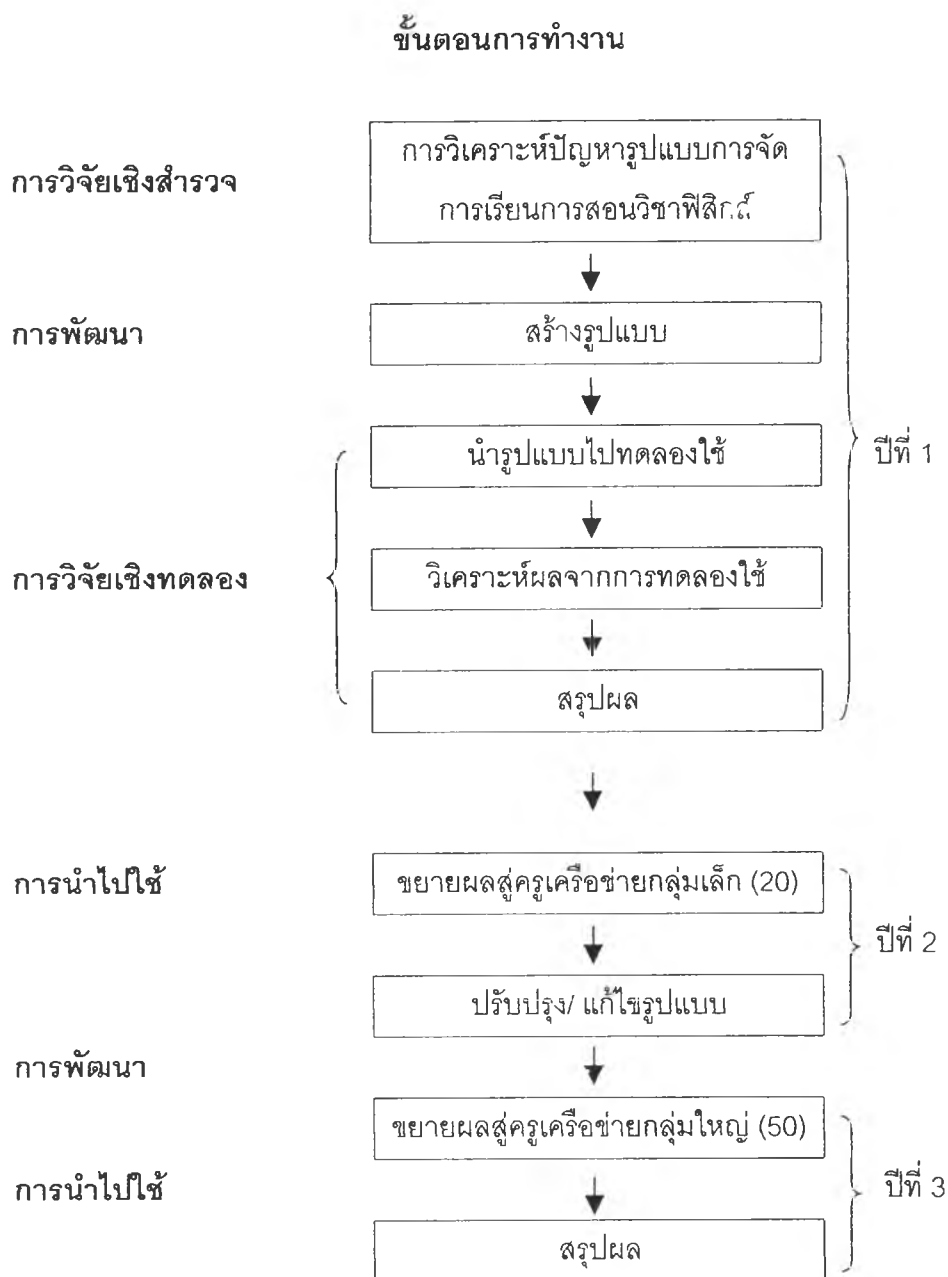 ขั้นตอนการทำงาน
การวิจัยเชิงสำรวจ
การวิเคราะห์ปัญหารูปแบบการจัด
การเรียนการสอนวิชาฟิสิกส์
การพัฒนา
สร้างรูปแบบ
นำรูปแบบไปทดลองใช้
ปีที่ 1
การวิจัยเชิงทดลอง
วิเคราะห์ผลจากการทดลองใช้
สรุปผล
การนำไปใช้
ขยายผลสู่ครูเครือข่ายกลุ่มเล็ก (20)
ปีที่ 2
ปรับปรุง/ แก้ไขรูปแบบ
การพัฒนา
ขยายผลสู่ครูเครือข่ายกลุ่มใหญ่ (50)
การนำไปใช้
ปีที่ 3
สรุปผล